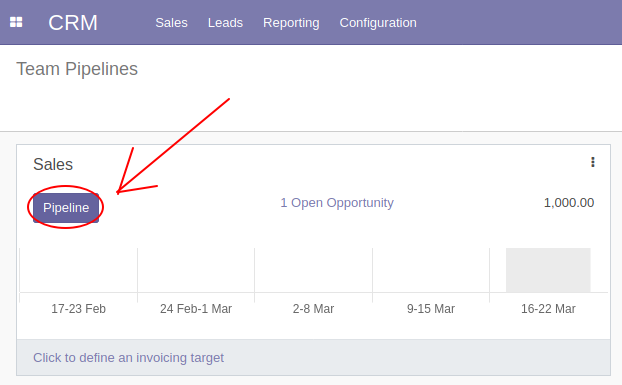 CRM Sales Leads Reporting Configuration
Team Pipelines
Sales
Pipeline 1 Open Opportunity 1,000.00
17-23 Feb 24 Feb-1 Mar 2-8 Mar 9-15 Mar 16-22 Mar
Click to define an invoicing target